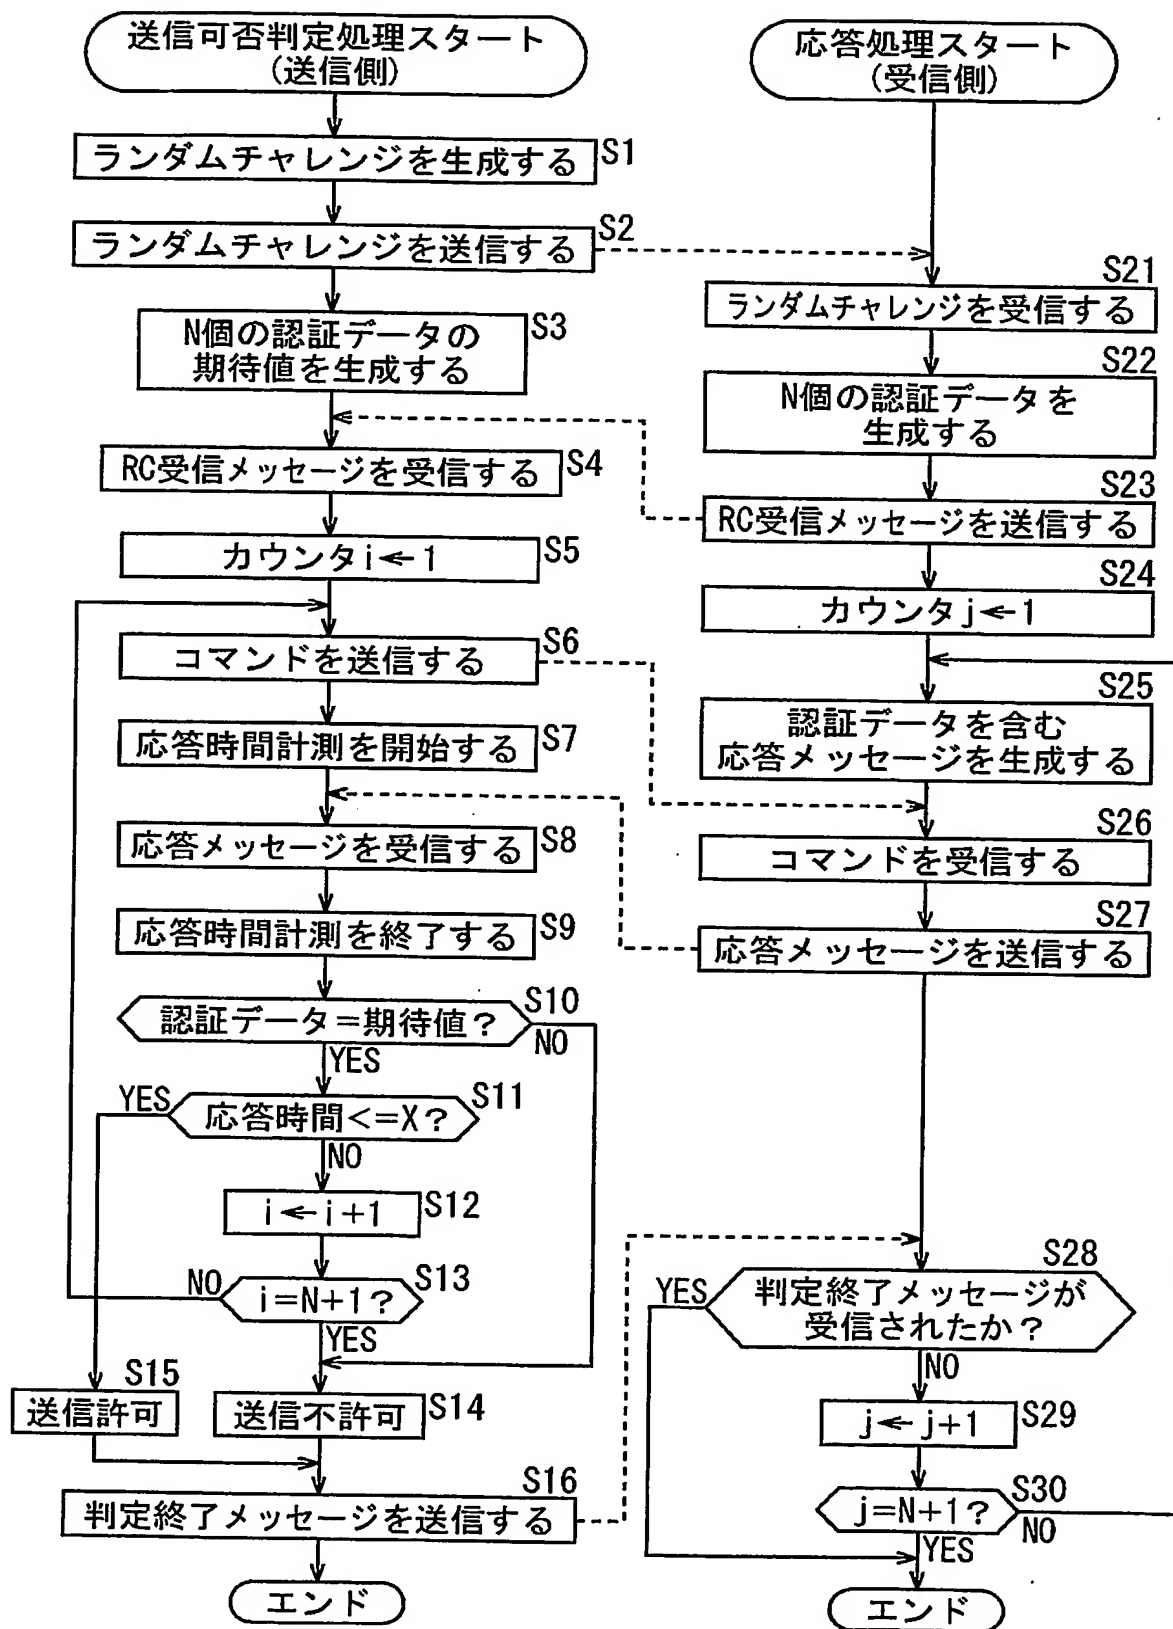 送信可否判定処理スタート
(送信側)
ランダムチャレンジを生成する
S1
ランダムチャレンジを送信する
S2
N個の認証データの
期待値を生成する
S3
RC受信メッセージを受信する
S4
カウンタi←1
S5
コマンドを送信する
S6
応答時間計測を開始する
S7
応答メッセージを受信する
S8
応答時間計測を終了する
S9
認証データ=期待値?
S10
NO
YES
応答時間<=X?
S11
YES
NO
i←i+1
S12
i=N+1?
S13
NO
YES
送信不許可
S14
送信許可
S15
判定終了メッセージを送信する
S16
エンド
応答処理スタート
(受信側)
S21
ランダムチャレンジを受信する
S22
N個の認証データを
生成する
S23
RC受信メッセージを送信する
S24
カウンタj←1
S25
認証データを含む
応答メッセージを生成する
S26
コマンドを受信する
S27
応答メッセージを送信する
S28
判定終了メッセージが
受信されたか?
YES
NO
j←j+1
S29
j=N+1?
S30
NO
YES
エンド